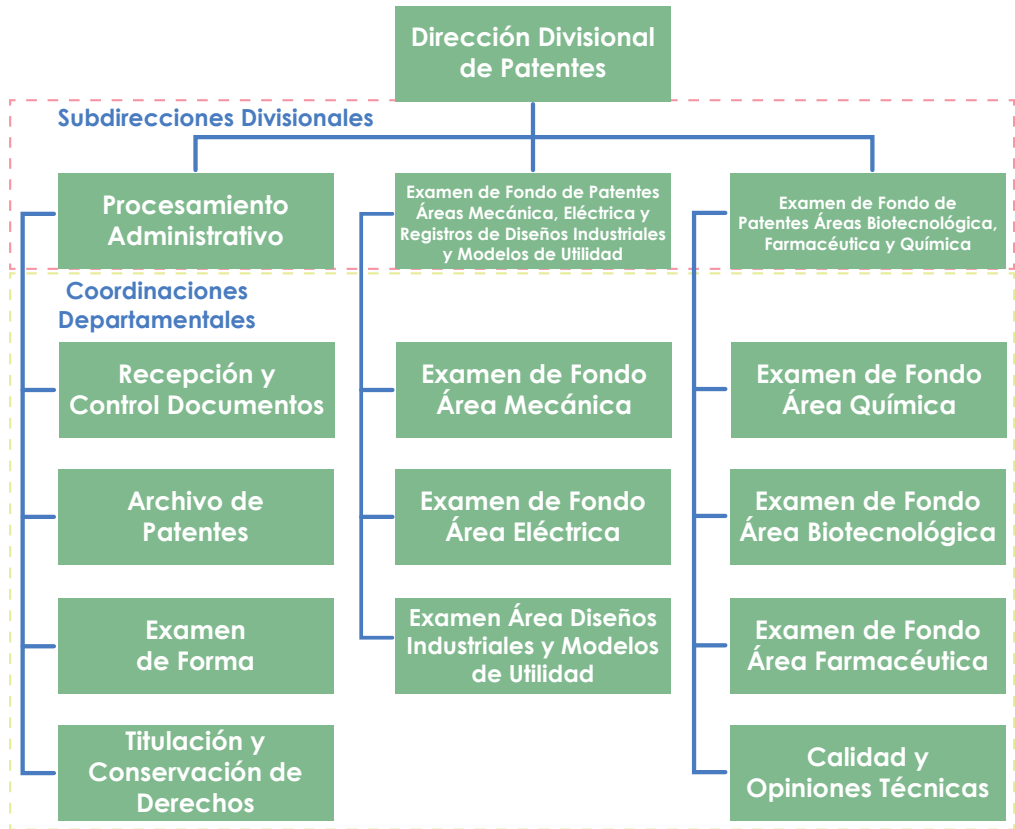 Dirección Divisional
de Patentes
Subdirecciones Divisionales
Procesamiento
Administrativo
Examen de Fondo de Patentes
Áreas Mecánica, Eléctrica y
Registros de Diseños Industriales
y Modelos de Utilidad
Examen de Fondo de
Patentes Áreas Biotecnológica,
Farmacéutica y Química
Coordinaciones
Departamentales
Recepción y
Control Documentos
Examen de Fondo
Área Mecánica
Examen de Fondo
Área Química
Archivo de
Patentes
Examen de Fondo
Área Eléctrica
Examen de Fondo
Área Biotecnológica
Examen
de Forma
Examen Área Diseños
Industriales y Modelos
de Utilidad
Examen de Fondo
Área Farmacéutica
Titulación y
Conservación de
Derechos
Calidad y
Opiniones Técnicas